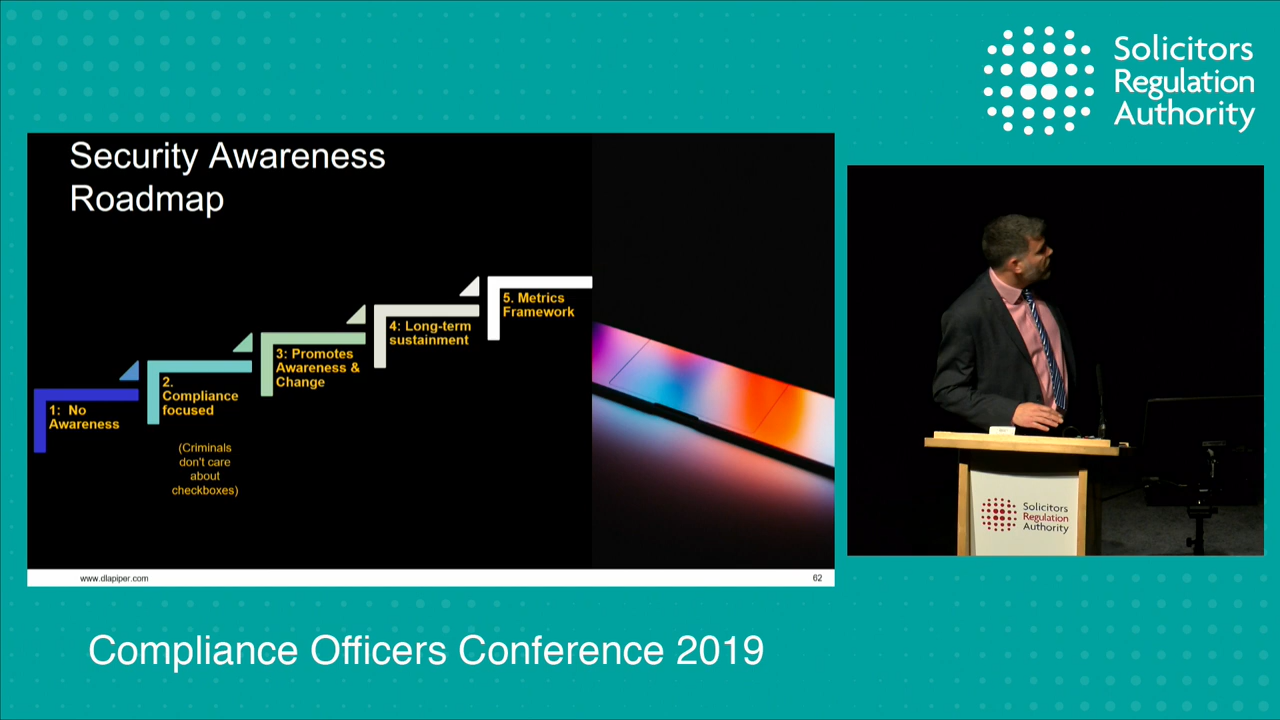 Solicitors
Regulation
Authority
Security Awareness
Roadmap
1: No
Awareness
2.
Compliance
focused
(Criminals
don't care
about
checkboxes)
3: Promotes
Awareness &
Change
4: Long-term
sustainment
5. Metrics
Framework
www.dlapiper.com
62
Solicitors
Regulation
Authority
Compliance Officers Conference 2019